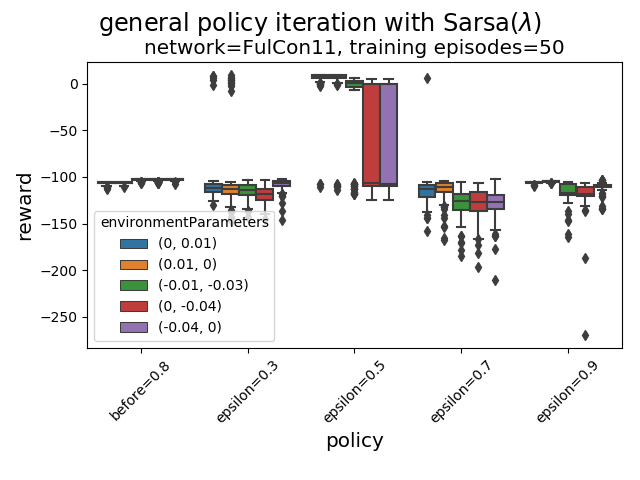 general policy iteration with Sarsa(λ)
network=FulCon11, training episodes=50
reward
0
−50
−100
−150
−200
−250
environmentParameters
(0, 0.01)
(0.01, 0)
(-0.01, -0.03)
(0, -0.04)
(-0.04, 0)
before=0.8
epsilon=0.3
epsilon=0.5
epsilon=0.7
epsilon=0.9
policy